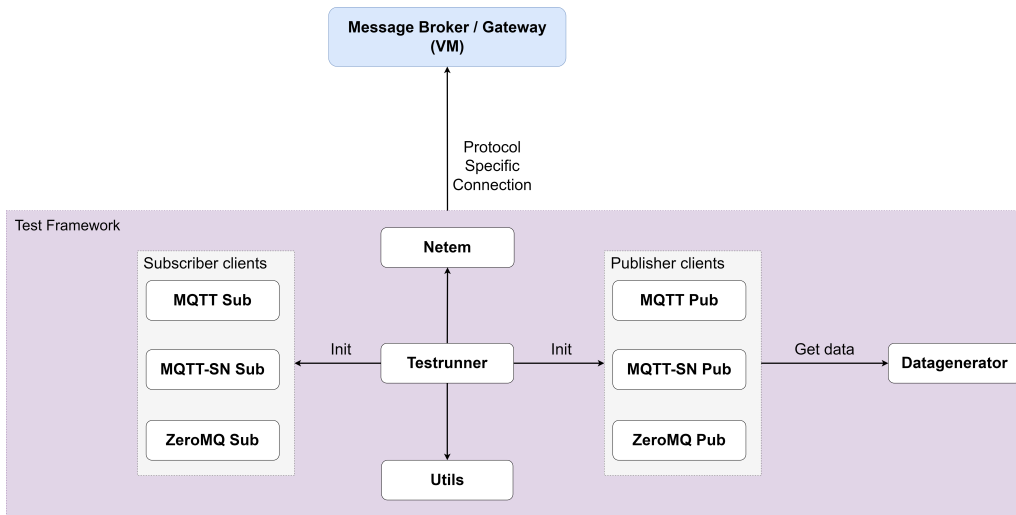 Message Broker / Gateway
(VM)
Protocol
Specific
Connection
Test Framework
Netem
Subscriber clients
MQTT Sub
MQTT-SN Sub
ZeroMQ Sub
Init
Testrunner
Init
Utils
Publisher clients
MQTT Pub
MQTT-SN Pub
ZeroMQ Pub
Get data
Datagenerator